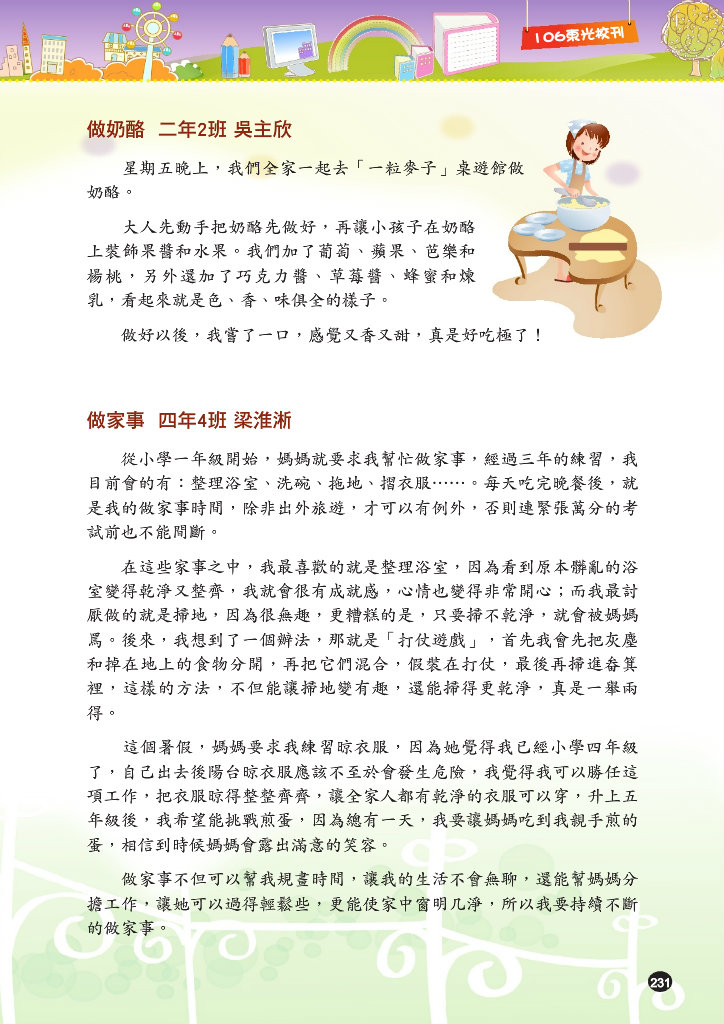 106東光校刊
做奶酪 二年2班 吳主欣
星期五晚上，我們全家一起去「一粒麥子」桌遊館做
奶酪。
大人先動手把奶酪先做好，再讓小孩子在奶酪
上裝飾果醬和水果。我們加了葡萄、蘋果、芭樂和
楊桃，另外還加了巧克力醬、草莓醬、蜂蜜和煉
乳，看起來就是色、香、味俱全的樣子。
做好以後，我嘗了一口，感覺又香又甜，真是好吃極了！
做家事 四年4班 梁淮淅
從小學一年級開始，媽媽就要求我幫忙做家事，經過三年的練習，我
目前會的有：整理浴室、洗碗、拖地、摺衣服……。每天吃完晚餐後，就
是我的做家事時間，除非出外旅遊，才可以有例外，否則連緊張萬分的考
試前也不能間斷。
在這些家事之中，我最喜歡的就是整理浴室，因為看到原本髒亂的浴
室變得乾淨又整齊，我就會很有成就感，心情也變得非常開心；而我最討
厭做的就是掃地，因為很無趣，更糟糕的是，只要掃不乾淨，就會被媽媽
罵。後來，我想到了一個辦法，那就是「打仗遊戲」，首先我會先把灰塵
和掉在地上的食物分開，再把它們混合，假裝在打仗，最後再掃進畚箕
裡，這樣的方法，不但能讓掃地變有趣，還能掃得更乾淨，真是一舉兩
得。
這個暑假，媽媽要求我練習晾衣服，因為她覺得我已經小學四年級
了，自己出去後陽台晾衣服應該不至於會發生危險，我覺得我可以勝任這
項工作，把衣服晾得整整齊齊，讓全家人都有乾淨的衣服可以穿，升上五
年級後，我希望能挑戰煎蛋，因為總有一天，我要讓媽媽吃到我親手煎的
蛋，相信到時候媽媽會露出滿意的笑容。
做家事不但可以幫我規畫時間，讓我的生活不會無聊，還能幫媽媽分
擔工作，讓她可以過得輕鬆些，更能使家中窗明几淨，所以我要持續不斷
的做家事。
231